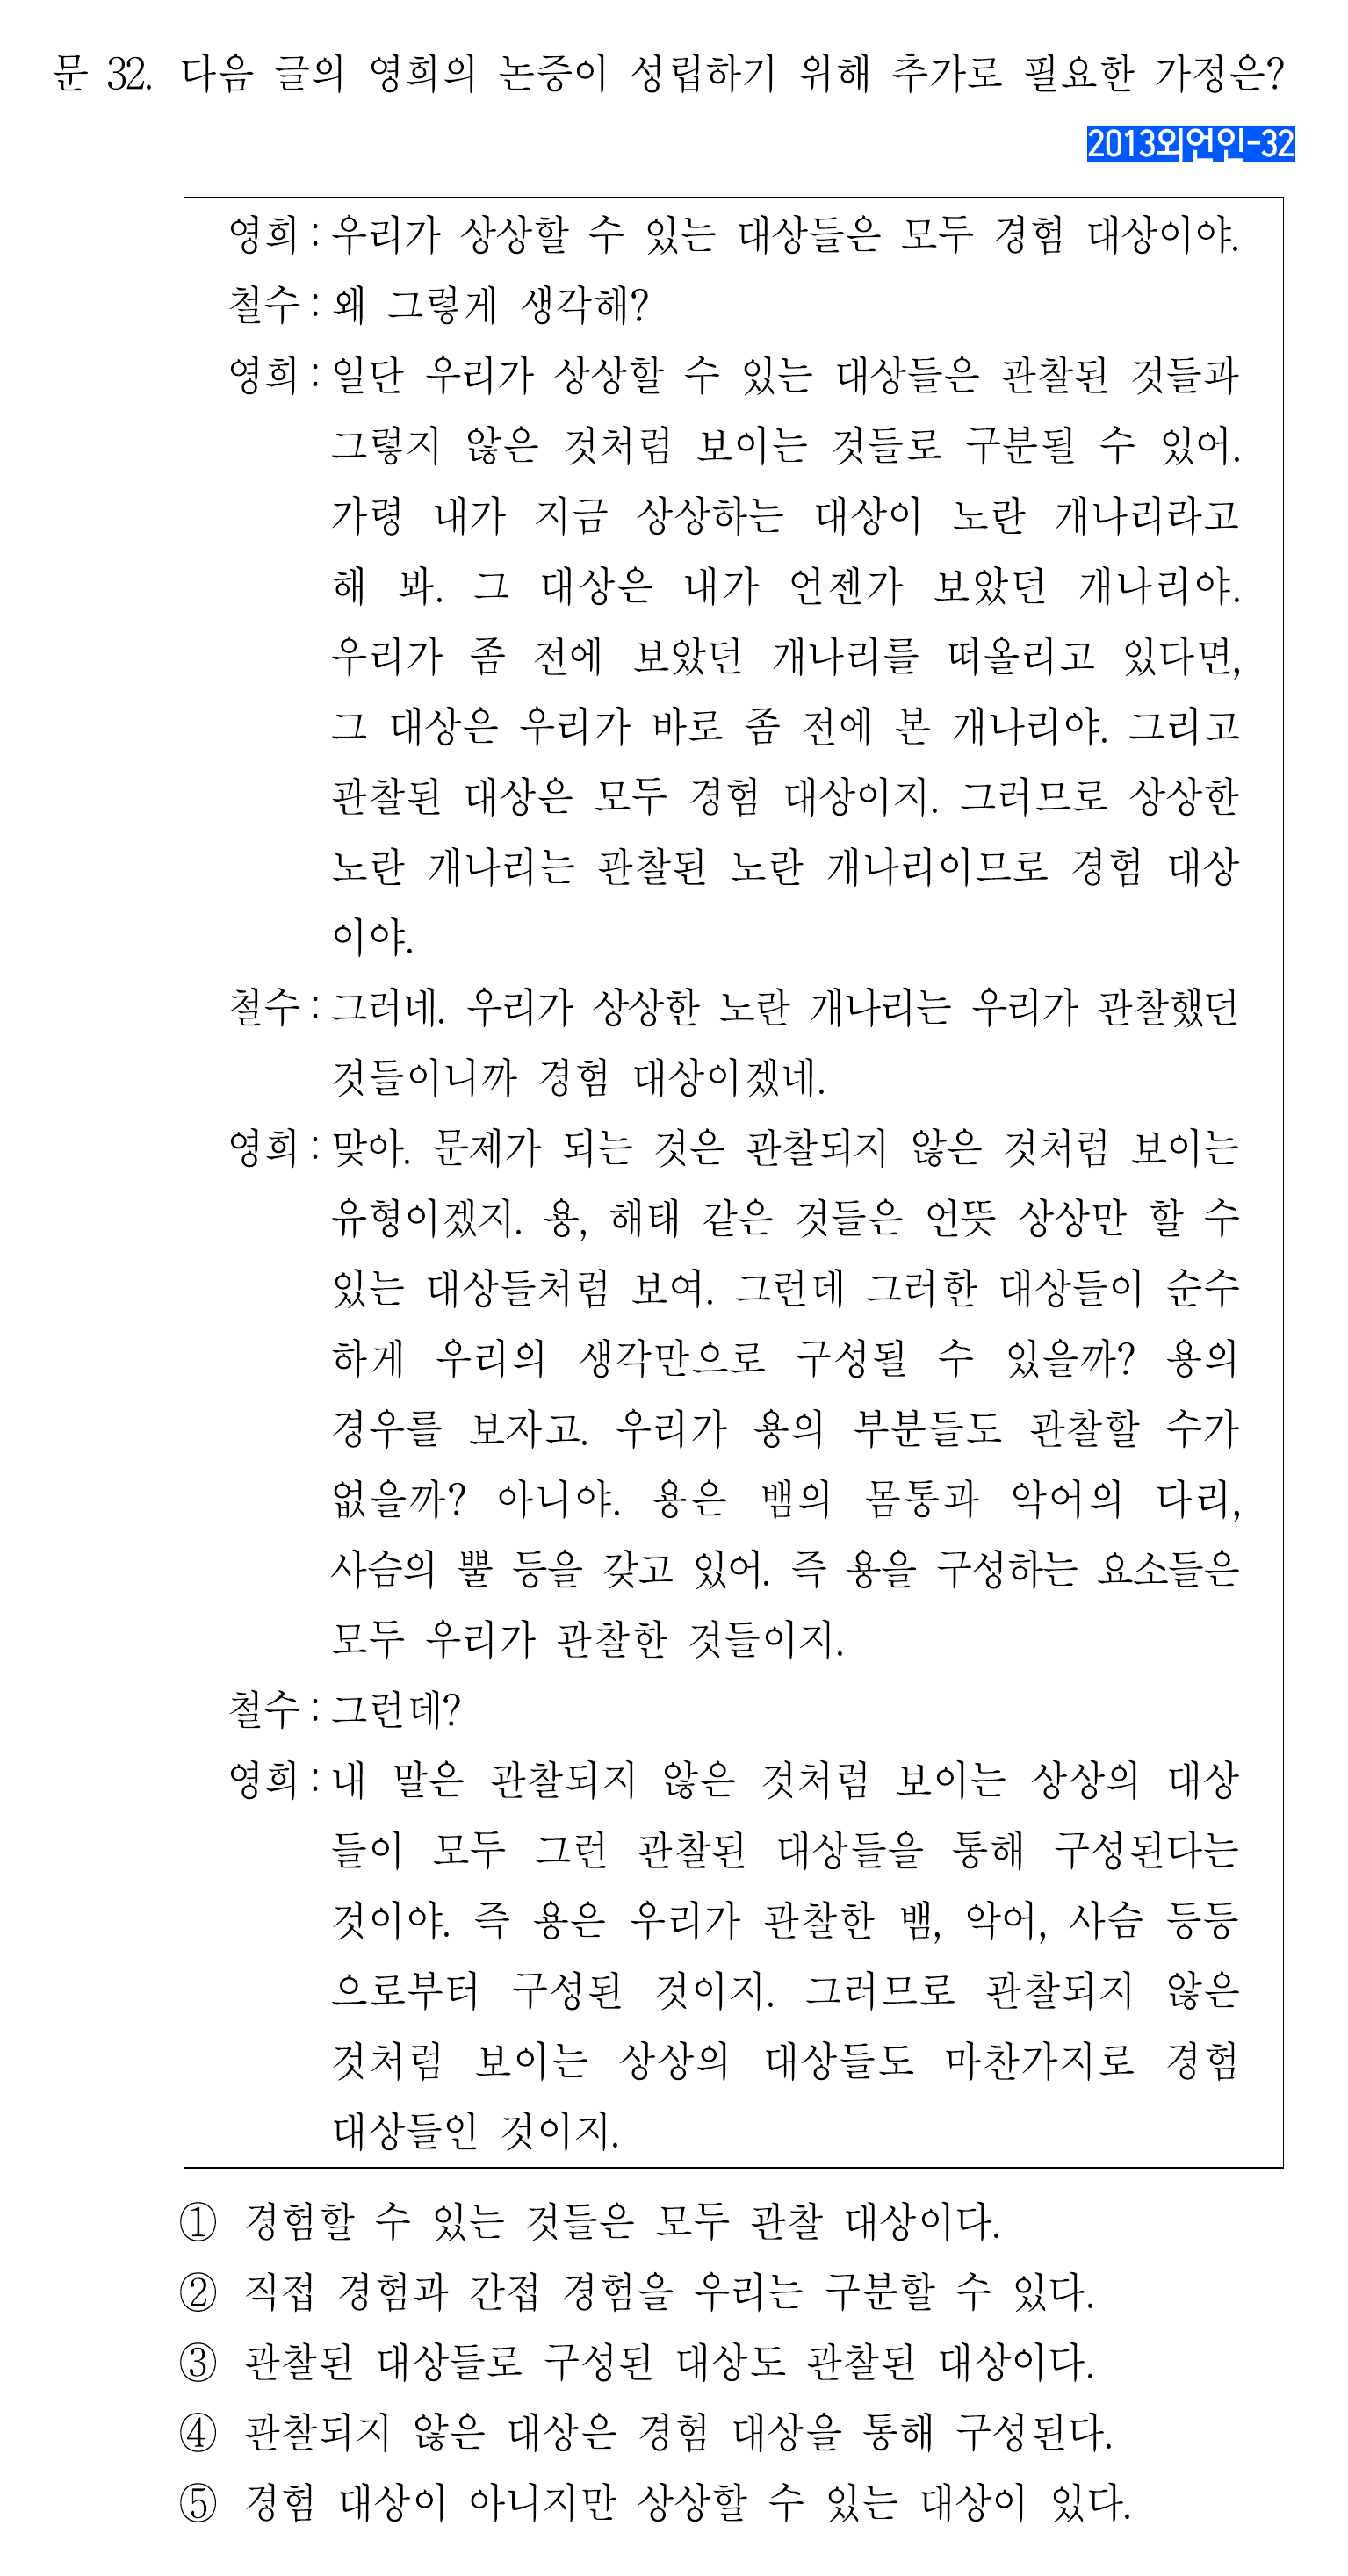 문 32. 다음 글의 영희의 논증이 성립하기 위해 추가로 필요한 가정은?
2013외언인-32
영희 : 우리가 상상할 수 있는 대상들은 모두 경험 대상이야.
철수 : 왜 그렇게 생각해?
영희 : 일단 우리가 상상할 수 있는 대상들은 관찰된 것들과
그렇지 않은 것처럼 보이는 것들로 구분될 수 있어.
가령 내가 지금 상상하는 대상이 노란 개나리라고
해 봐. 그 대상은 내가 언젠가 보았던 개나리야.
우리가 좀 전에 보았던 개나리를 떠올리고 있다면,
그 대상은 우리가 바로 좀 전에 본 개나리야. 그리고
관찰된 대상은 모두 경험 대상이지. 그러므로 상상한
노란 개나리는 관찰된 노란 개나리이므로 경험 대상
이야.
철수 : 그러네. 우리가 상상한 노란 개나리는 우리가 관찰했던
것들이니까 경험 대상이겠네.
영희 : 맞아. 문제가 되는 것은 관찰되지 않은 것처럼 보이는
유형이겠지. 용, 해태 같은 것들은 언뜻 상상만 할 수
있는 대상들처럼 보여. 그런데 그러한 대상들이 순수
하게 우리의 생각만으로 구성될 수 있을까? 용의
경우를 보자고. 우리가 용의 부분들도 관찰할 수가
없을까? 아니야. 용은 뱀의 몸통과 악어의 다리,
사슴의 뿔 등을 갖고 있어. 즉 용을 구성하는 요소들은
모두 우리가 관찰한 것들이지.
철수 : 그런데?
영희 : 내 말은 관찰되지 않은 것처럼 보이는 상상의 대상
들이 모두 그런 관찰된 대상들을 통해 구성된다는
것이야. 즉 용은 우리가 관찰한 뱀, 악어, 사슴 등등
으로부터 구성된 것이지. 그러므로 관찰되지 않은
것처럼 보이는 상상의 대상들도 마찬가지로 경험
대상들인 것이지.
① 경험할 수 있는 것들은 모두 관찰 대상이다.
② 직접 경험과 간접 경험을 우리는 구분할 수 있다.
③ 관찰된 대상들로 구성된 대상도 관찰된 대상이다.
④ 관찰되지 않은 대상은 경험 대상을 통해 구성된다.
⑤ 경험 대상이 아니지만 상상할 수 있는 대상이 있다.